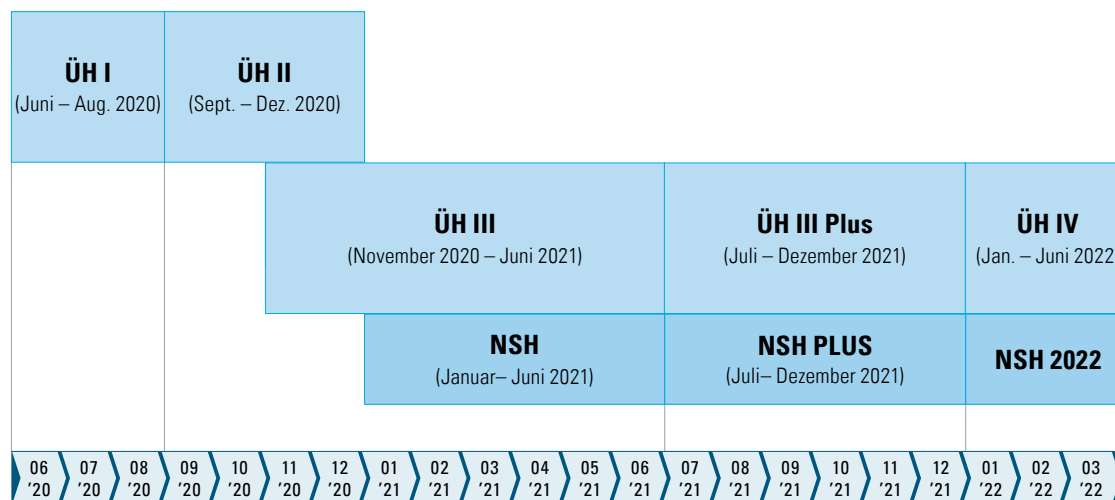 ÜH I
(Juni – Aug. 2020)
ÜH II
(Sept. – Dez. 2020)
ÜH III
(November 2020 – Juni 2021)
ÜH III Plus
(Juli – Dezember 2021)
ÜH IV
(Jan. – Juni 2022
NSH
(Januar– Juni 2021)
NSH PLUS
(Juli– Dezember 2021)
NSH 2022
06 07 08 09 10 11 12 01 02 03 04 05 06 07 08 09 10 11 12 01 02 03
’20 ’20 ’20 ’20 ’20 ’20 ’20 ’21 ’21 ’21 ’21 ’21 ’21 ’21 ’21 ’21 ’21 ’21 ’21 ’22 ’22 ’22